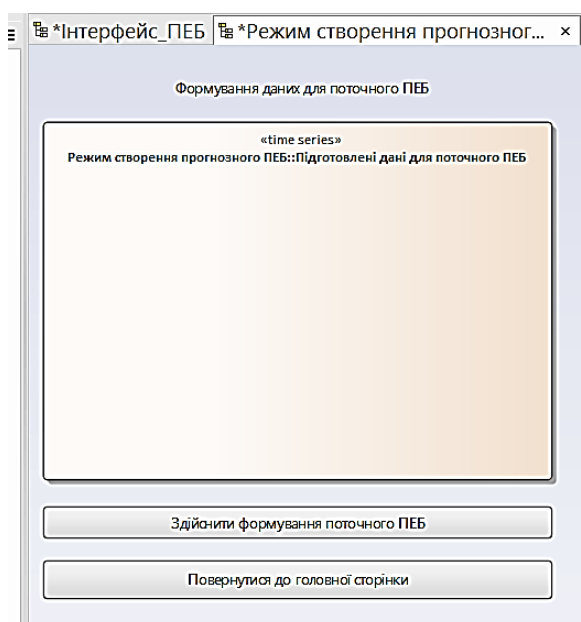 *Інтерфейс_ПЕБ *Режим створення прогнозног... ×
Формування даних для поточного ПЕБ
«time series»
Режим створення прогнозного ПЕБ::Підготовлені дані для поточного ПЕБ
Здійснити формування поточного ПЕБ
Повернутися до головної сторінки